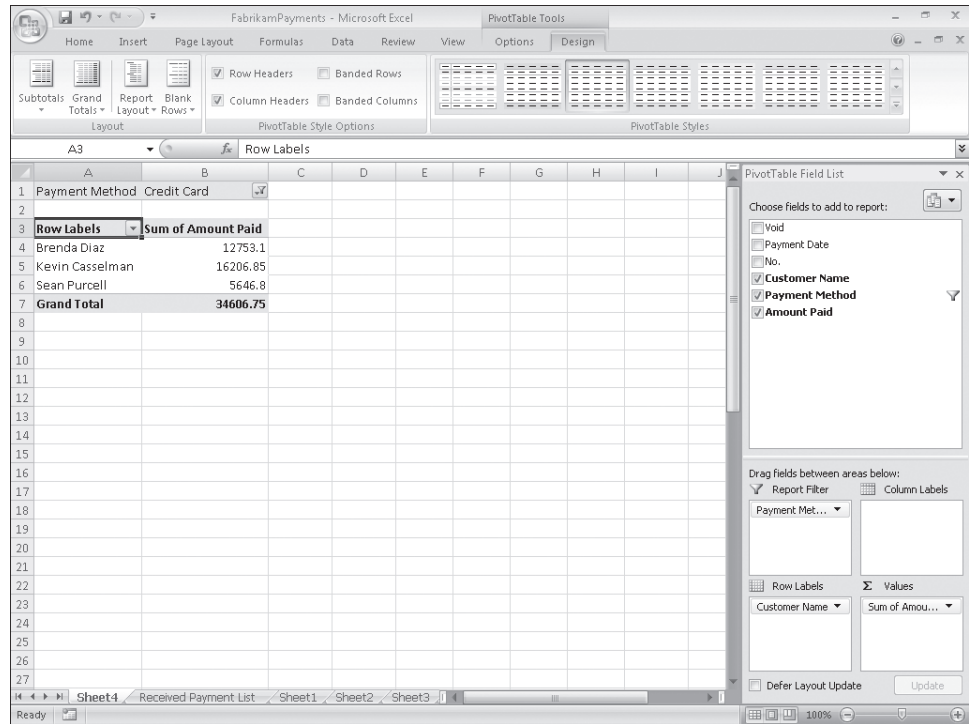 FabrikamPayments - Microsoft Excel
PivotTable Tools
Home Insert Page Layout Formulas Data Review View Options Design
Subtotals
Grand Totals
Report Layout
Blank Rows
Layout
Row Headers
Banded Rows
Column Headers
Banded Columns
PivotTable Style Options
PivotTable Styles
A3 fx Row Labels
A B C D E F G H I J
1 Payment Method Credit Card
2
3 Row Labels Sum of Amount Paid
4 Brenda Diaz 12753.1
5 Kevin Casselman 16206.85
6 Sean Purcell 5646.8
7 Grand Total 34606.75
8
9
10
11
12
13
14
15
16
17
18
19
20
21
22
23
24
25
26
27
PivotTable Field List
Choose fields to add to report:
Void
Payment Date
No.
Customer Name
Payment Method
Amount Paid
Drag fields between areas below:
Report Filter
Column Labels
Payment Met...
Row Labels
Σ Values
Customer Name
Sum of Amou...
Defer Layout Update
Update
Sheet4 Received Payment List Sheet1 Sheet2 Sheet3
Ready
100%